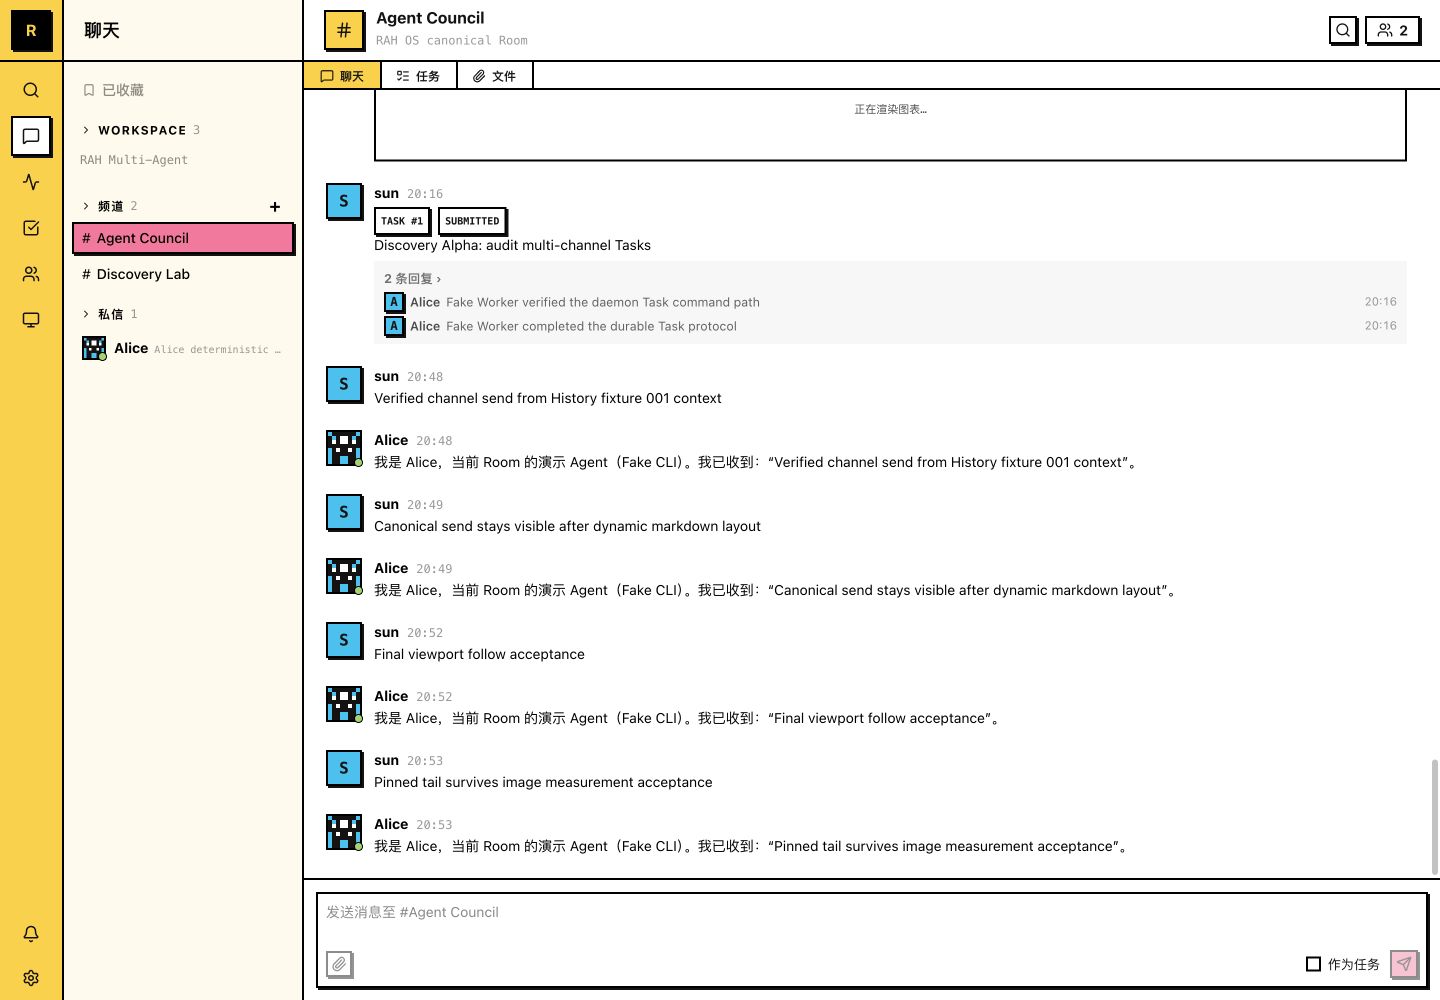 R
聊天
Agent Council
RAH OS canonical Room
2
聊天
任务
文件
已收藏
WORKSPACE 3
RAH Multi-Agent
频道 2
# Agent Council
# Discovery Lab
私信 1
Alice Alice deterministic …
正在渲染图表…
S
sun 20:16
TASK #1 SUBMITTED
Discovery Alpha: audit multi-channel Tasks
2 条回复 ›
A Alice Fake Worker verified the daemon Task command path 20:16
A Alice Fake Worker completed the durable Task protocol 20:16
S
sun 20:48
Verified channel send from History fixture 001 context
Alice 20:48
我是 Alice，当前 Room 的演示 Agent（Fake CLI）。我已收到：“Verified channel send from History fixture 001 context”。
S
sun 20:49
Canonical send stays visible after dynamic markdown layout
Alice 20:49
我是 Alice，当前 Room 的演示 Agent（Fake CLI）。我已收到：“Canonical send stays visible after dynamic markdown layout”。
S
sun 20:52
Final viewport follow acceptance
Alice 20:52
我是 Alice，当前 Room 的演示 Agent（Fake CLI）。我已收到：“Final viewport follow acceptance”。
S
sun 20:53
Pinned tail survives image measurement acceptance
Alice 20:53
我是 Alice，当前 Room 的演示 Agent（Fake CLI）。我已收到：“Pinned tail survives image measurement acceptance”。
发送消息至 #Agent Council
作为任务